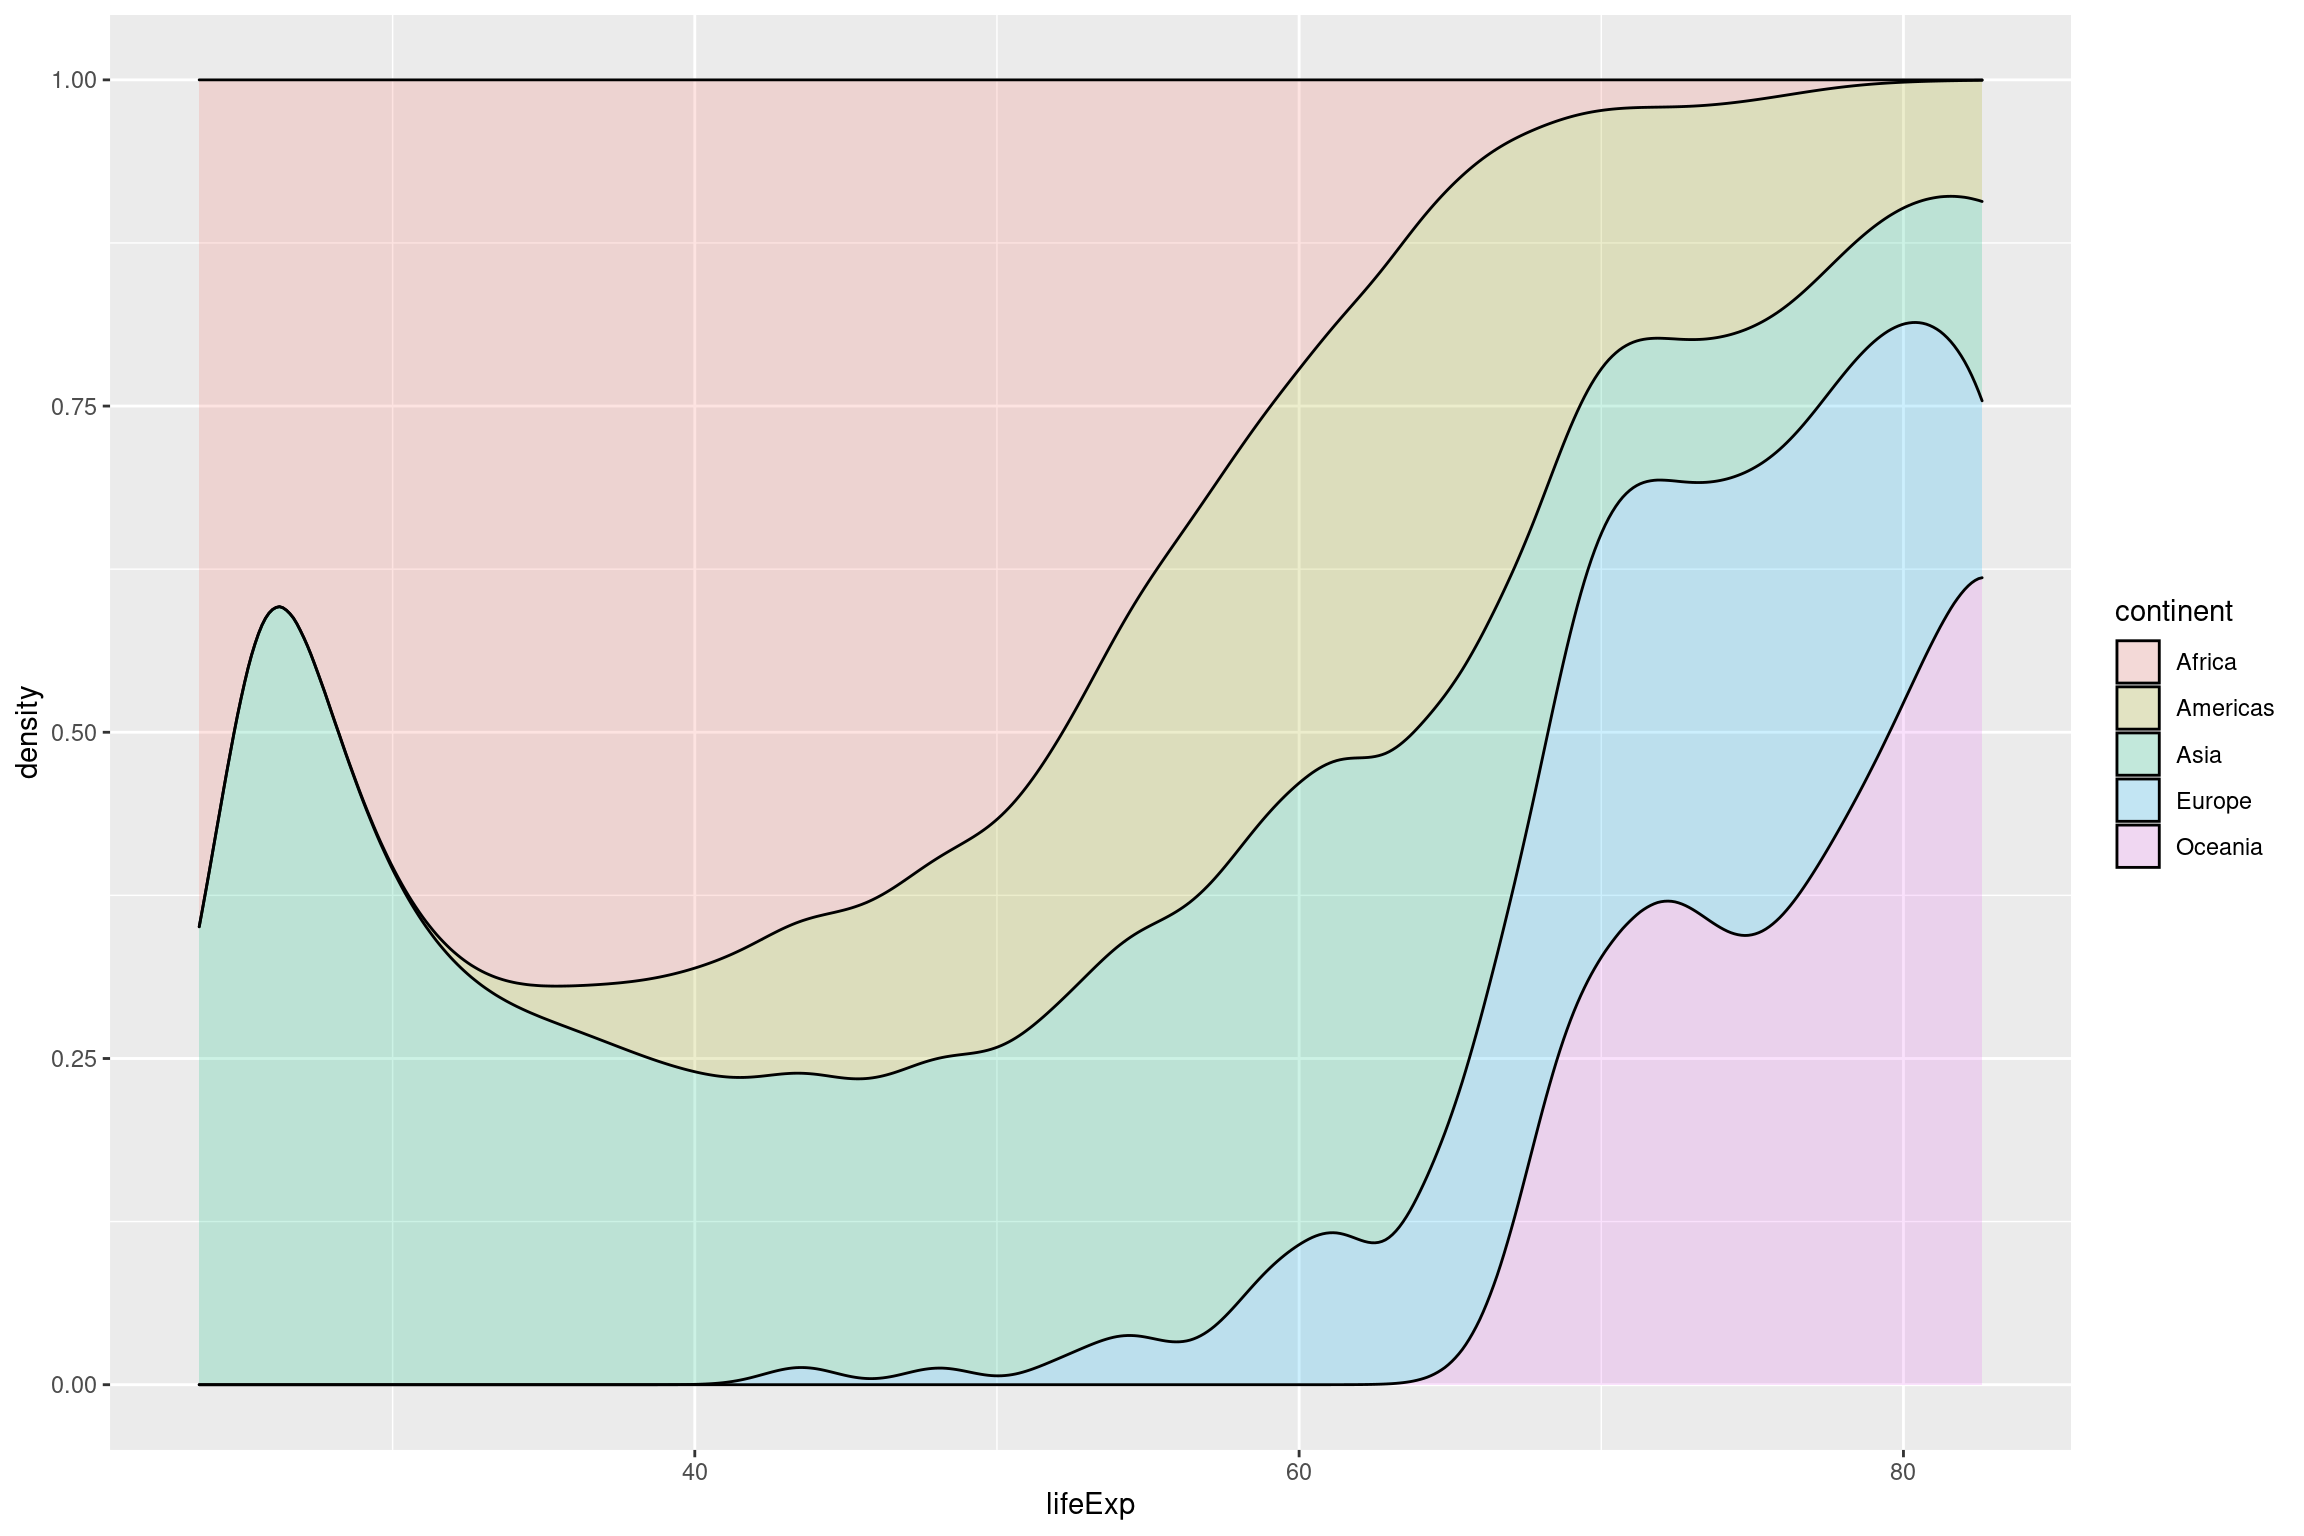 1.00
0.75
0.50
0.25
0.00
density
40 60 80
lifeExp
continent
Africa
Americas
Asia
Europe
Oceania